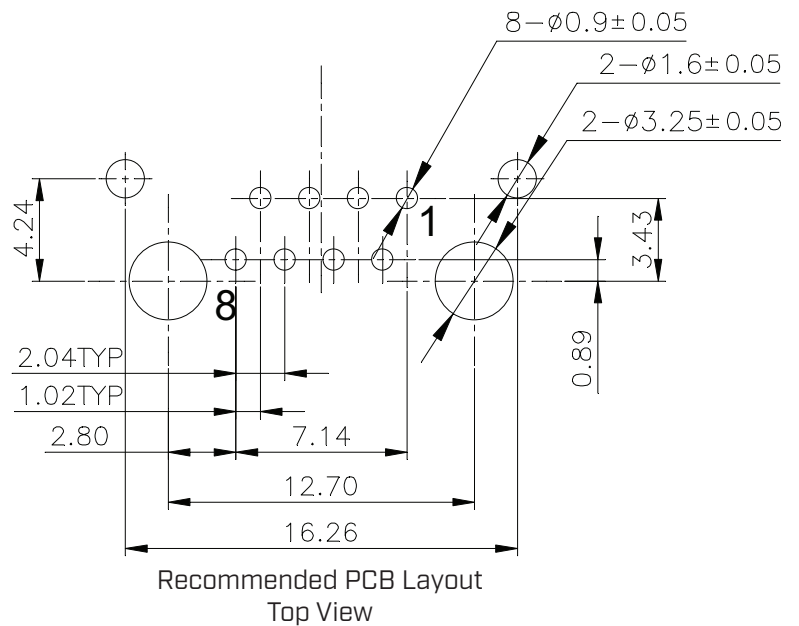 8-ø0.9±0.05
2-ø1.6±0.05
2-ø3.25±0.05
4.24
1
3.43
8
0.89
2.04TYP
1.02TYP
2.80
7.14
12.70
16.26
Recommended PCB Layout
Top View